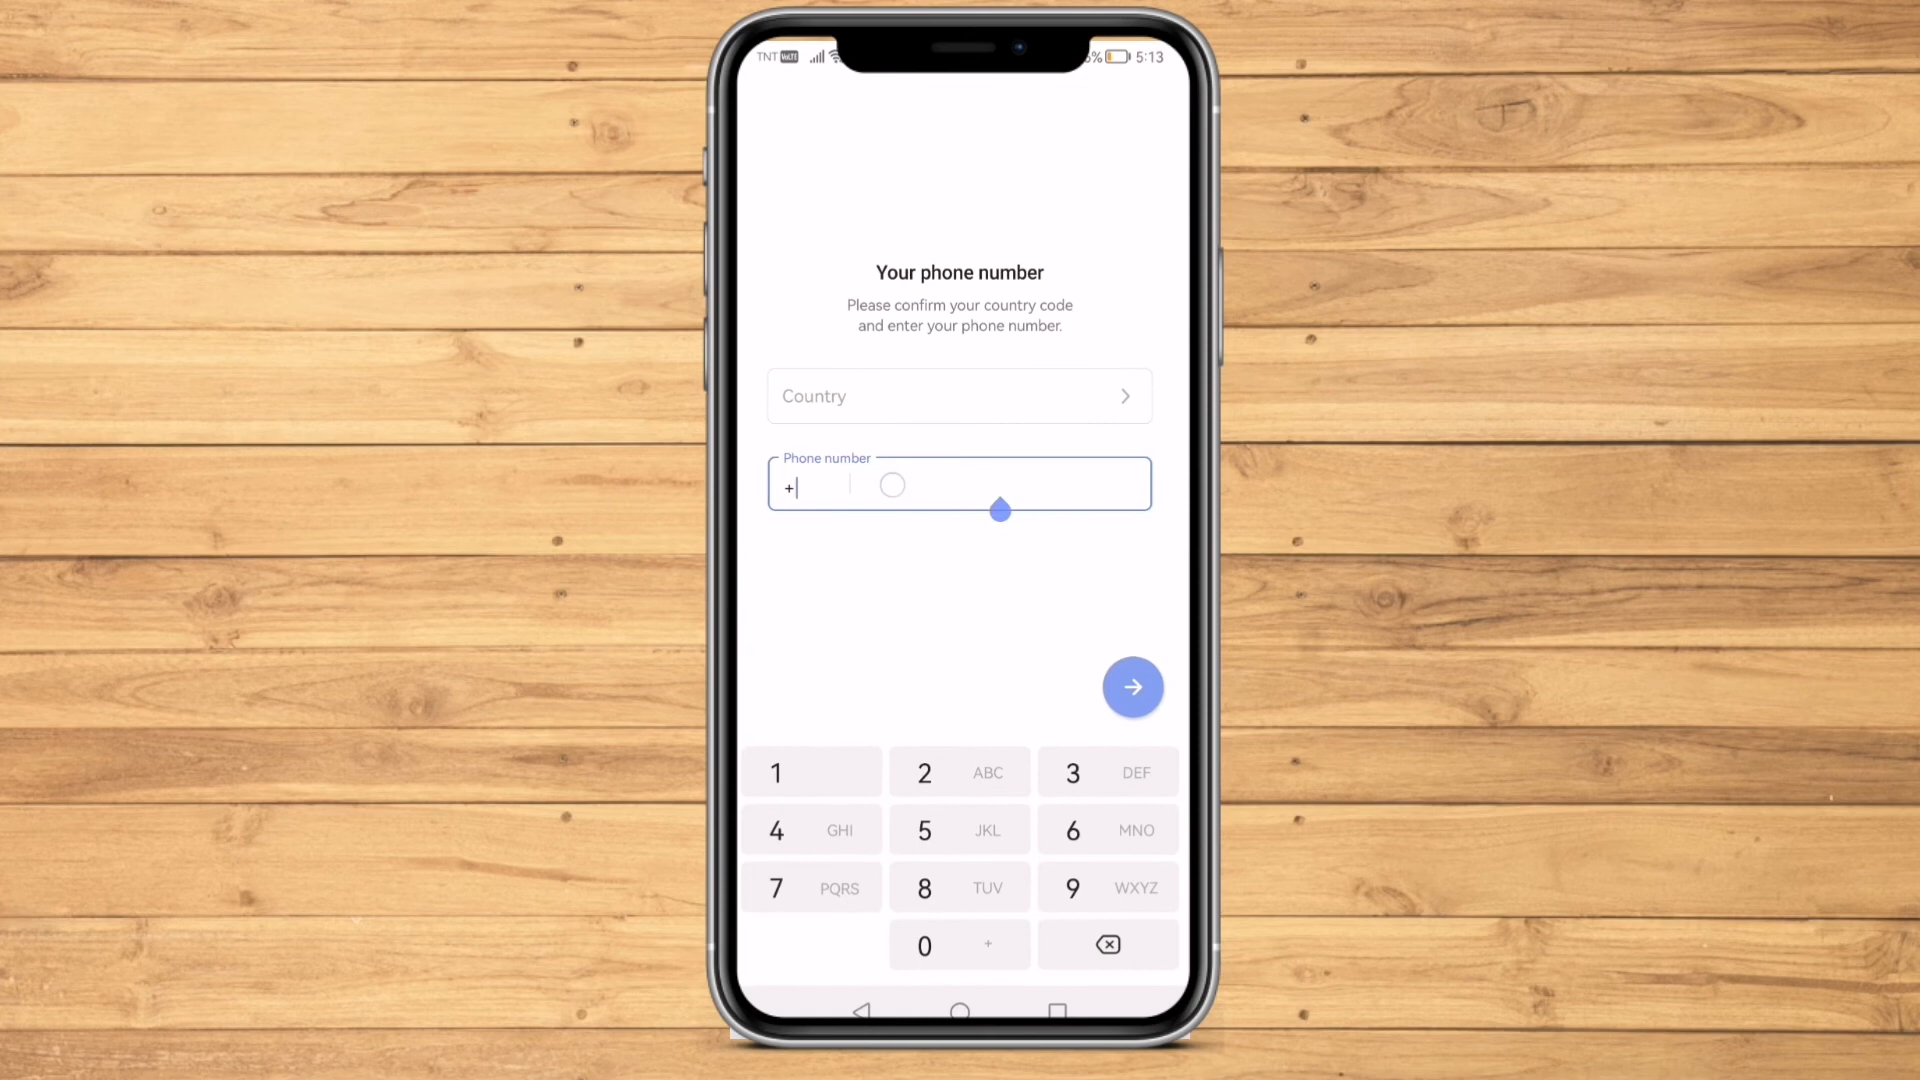 TNT VoLTE
% 5:13
Your phone number
Please confirm your country code
and enter your phone number.
Country
Phone number
+
1
2 ABC
3 DEF
4 GHI
5 JKL
6 MNO
7 PQRS
8 TUV
9 WXYZ
0 +